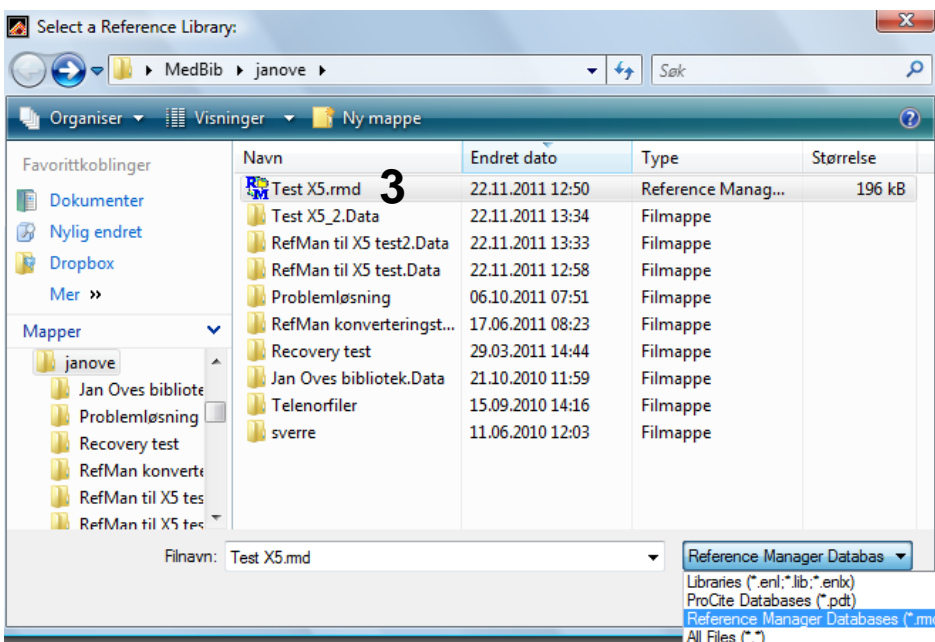 Select a Reference Library:
MedBib janove Søk
Organiser Visninger Ny mappe
Favorittkoblinger
Dokumenter
Nylig endret
Dropbox
Mer »
Mapper
janove
Jan Oves bibliote
Problemløsning
Recovery test
RefMan konverte
RefMan til X5 tes
RefMan til X5 tes
Navn Endret dato Type Størrelse
Test X5.rmd 3 22.11.2011 12:50 Reference Manag... 196 kB
Test X5_2.Data 22.11.2011 13:34 Filmappe
RefMan til X5 test2.Data 22.11.2011 13:33 Filmappe
RefMan til X5 test.Data 22.11.2011 12:58 Filmappe
Problemløsning 06.10.2011 07:51 Filmappe
RefMan konverteringst... 17.06.2011 08:23 Filmappe
Recovery test 29.03.2011 14:44 Filmappe
Jan Oves bibliotek.Data 21.10.2010 11:59 Filmappe
Telenorfiler 15.09.2010 14:16 Filmappe
sverre 11.06.2010 12:03 Filmappe
Filnavn: Test X5.rmd Reference Manager Databas
Libraries (*.enl;*.lib;*.enlx)
ProCite Databases (*.pdt)
Reference Manager Databases (*.rmd
All Files (*.*)